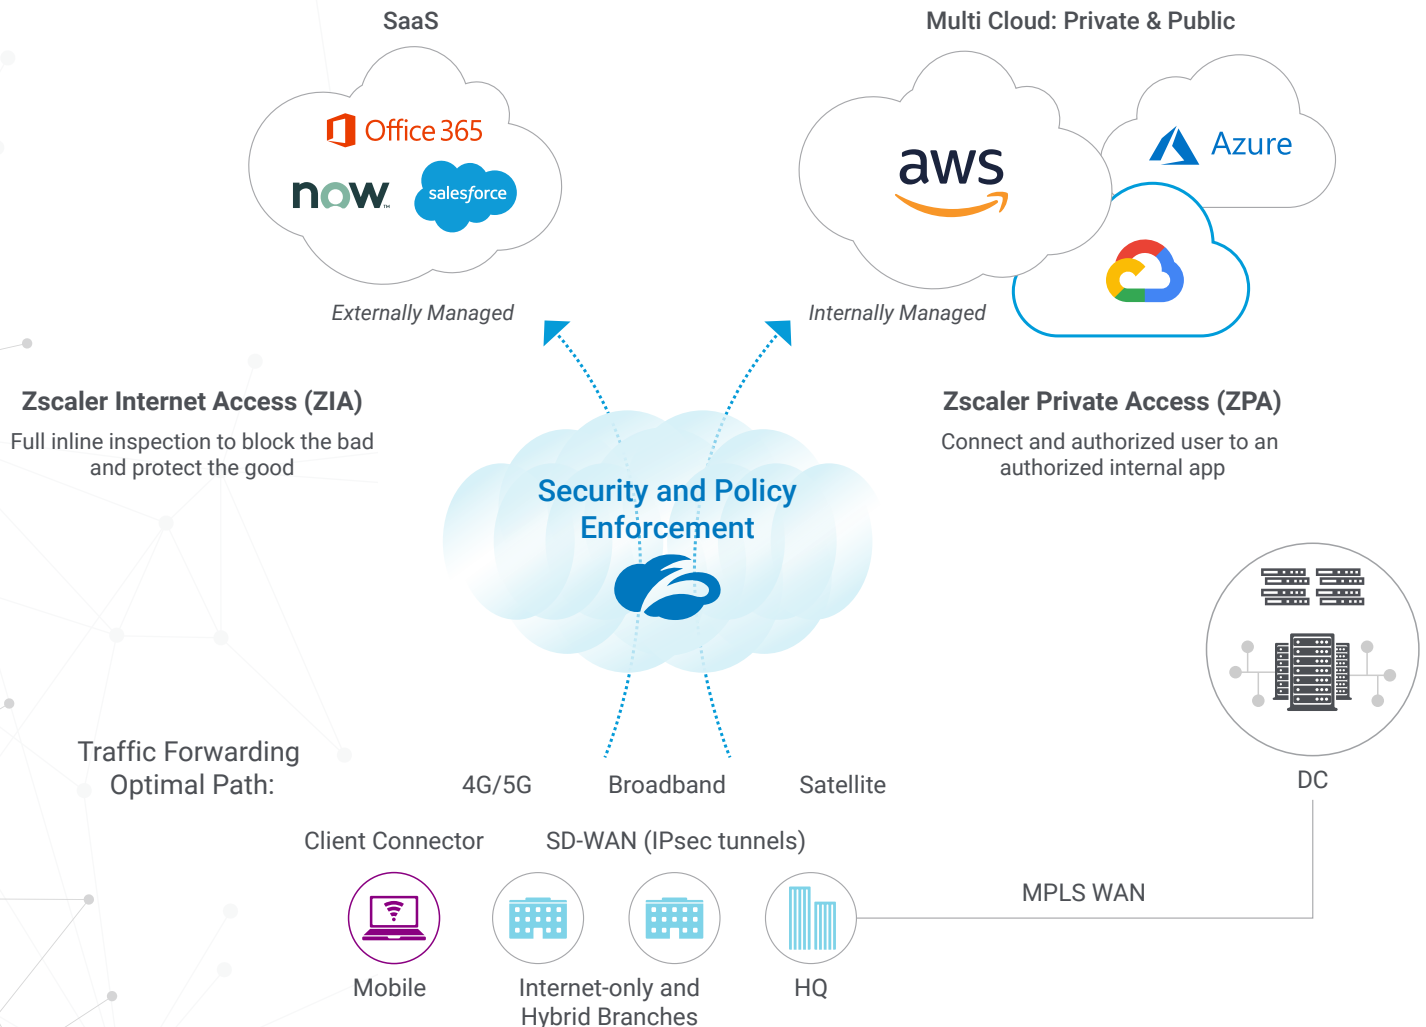 SaaS
Multi Cloud: Private & Public
Office 365
now™
salesforce
aws
Azure
Externally Managed
Internally Managed
Zscaler Internet Access (ZIA)
Full inline inspection to block the bad
and protect the good
Zscaler Private Access (ZPA)
Connect and authorized user to an
authorized internal app
Security and Policy
Enforcement
Traffic Forwarding
Optimal Path:
4G/5G
Broadband
Satellite
DC
Client Connector
SD-WAN (IPsec tunnels)
MPLS WAN
Mobile
Internet-only and
Hybrid Branches
HQ